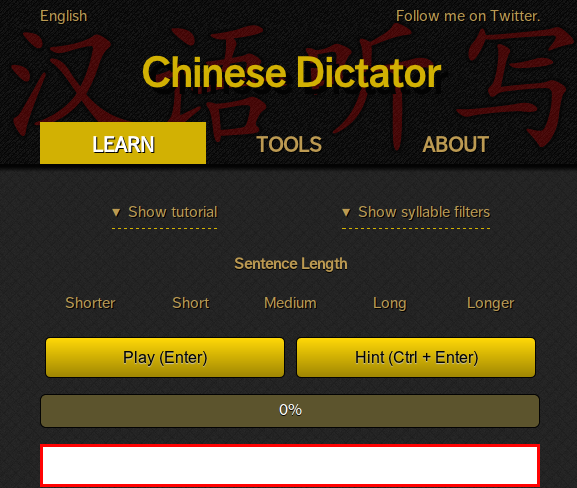 English
Follow me on Twitter.
汉语听写
Chinese Dictator
LEARN
TOOLS
ABOUT
▼ Show tutorial
▼ Show syllable filters
Sentence Length
Shorter
Short
Medium
Long
Longer
Play (Enter)
Hint (Ctrl + Enter)
0%